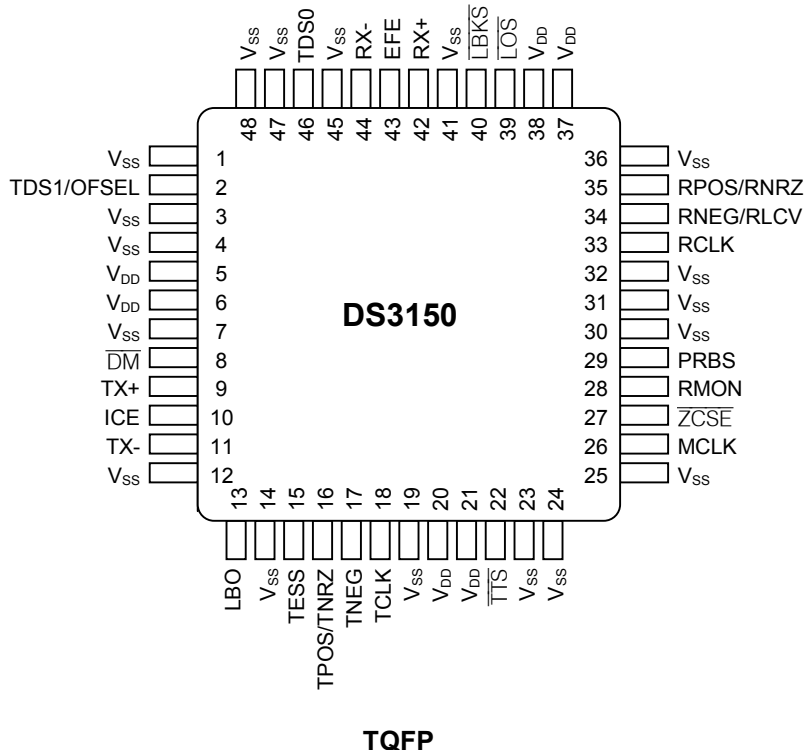 VSS
VSS
TDS0
VSS
RX-
EFE
RX+
VSS
LBKS
LOS
VDD
VDD
48
47
46
45
44
43
42
41
40
39
38
37
VSS 1
TDS1/OFSEL 2
VSS 3
VSS 4
VDD 5
VDD 6
VSS 7
DM 8
TX+ 9
ICE 10
TX- 11
VSS 12
DS3150
36 VSS
35 RPOS/RNRZ
34 RNEG/RLCV
33 RCLK
32 VSS
31 VSS
30 VSS
29 PRBS
28 RMON
27 ZCSE
26 MCLK
25 VSS
13
14
15
16
17
18
19
20
21
22
23
24
LBO
VSS
TESS
TPOS/TNRZ
TNEG
TCLK
VSS
VDD
VDD
TTS
VSS
VSS
TQFP